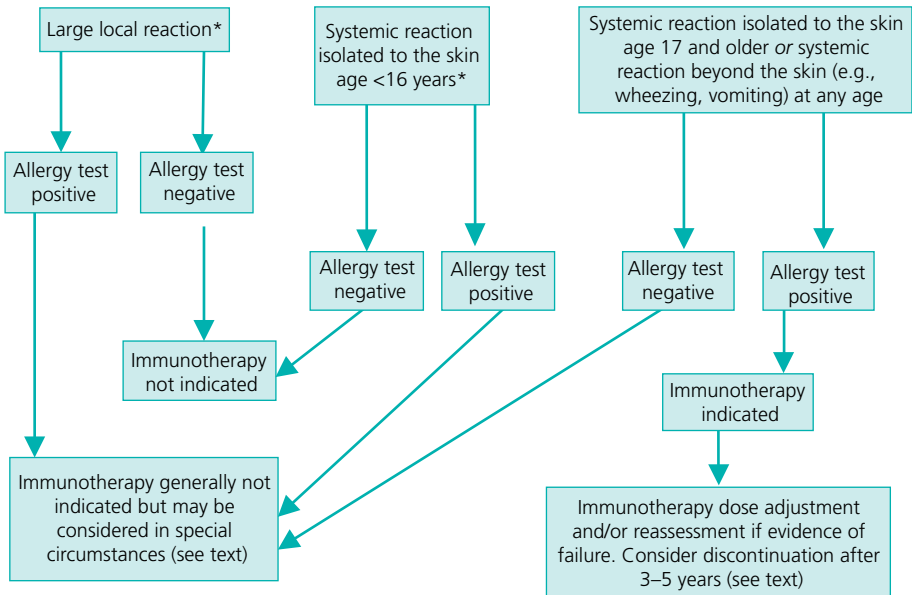 Large local reaction*
Systemic reaction
isolated to the skin
age <16 years*
Systemic reaction isolated to the skin
age 17 and older or systemic
reaction beyond the skin (e.g.,
wheezing, vomiting) at any age
Allergy test
positive
Allergy test
negative
Allergy test
negative
Allergy test
positive
Allergy test
negative
Allergy test
positive
Immunotherapy
not indicated
Immunotherapy
indicated
Immunotherapy generally not
indicated but may be
considered in special
circumstances (see text)
Immunotherapy dose adjustment
and/or reassessment if evidence of
failure. Consider discontinuation after
3–5 years (see text)